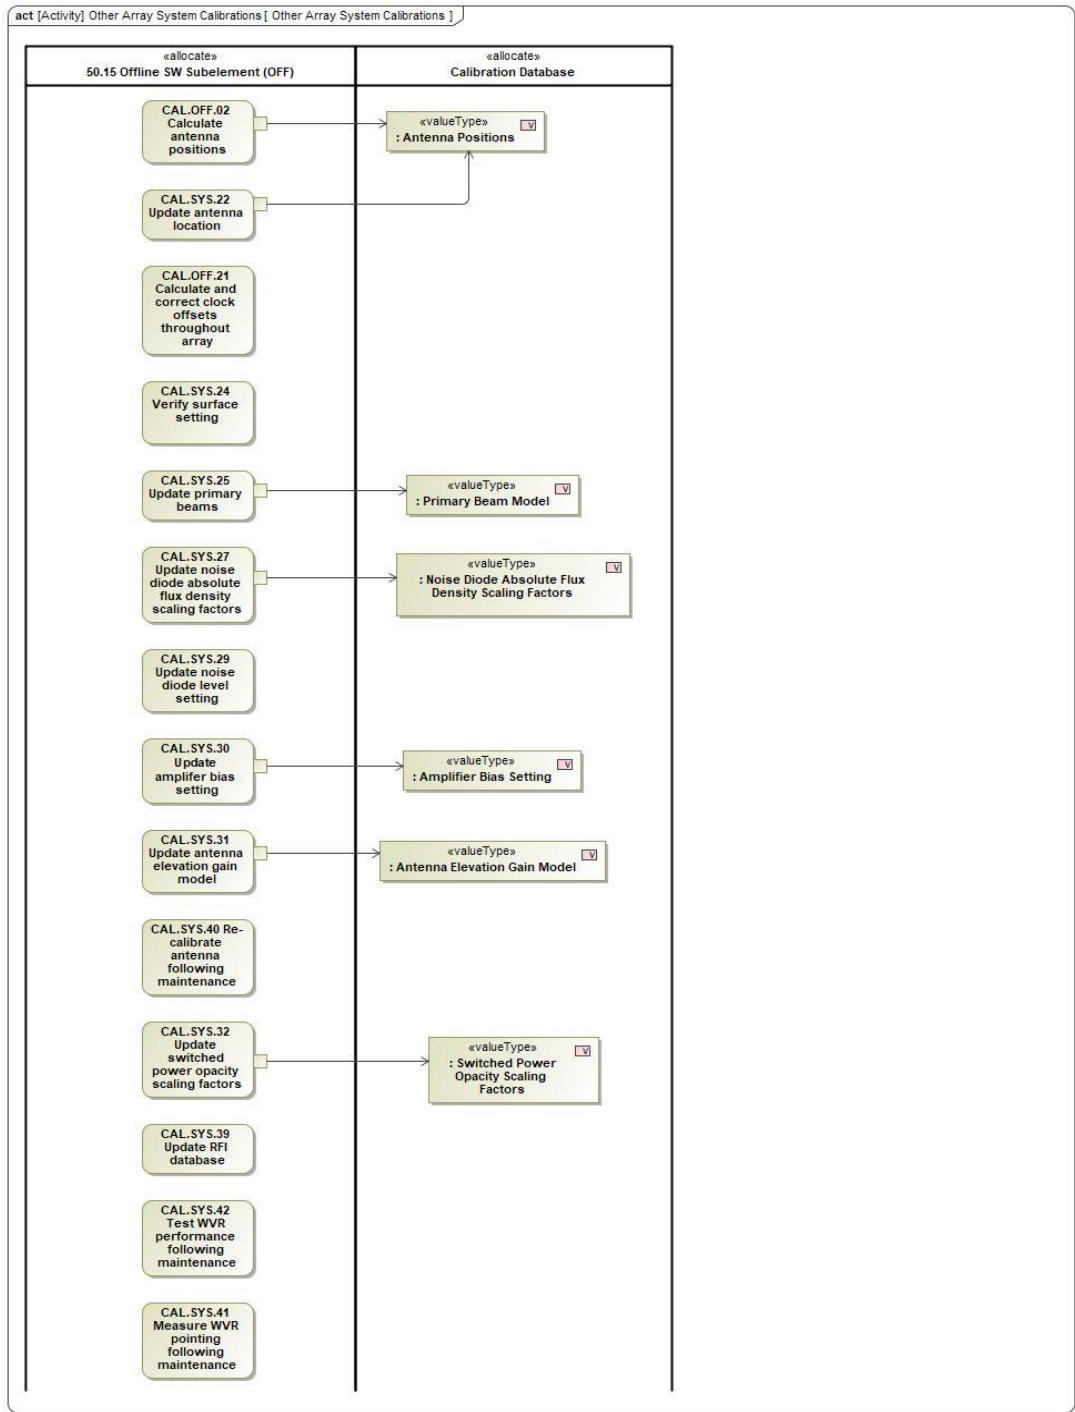 act [Activity] Other Array System Calibrations [ Other Array System Calibrations ]
«allocate»
50.15 Offline SW Subelement (OFF)
«allocate»
Calibration Database
CAL.OFF.02
Calculate
antenna
positions
«valueType»
: Antenna Positions
V
CAL.SYS.22
Update antenna
location
CAL.OFF.21
Calculate and
correct clock
offsets
throughout
array
CAL.SYS.24
Verify surface
setting
CAL.SYS.25
Update primary
beams
«valueType»
: Primary Beam Model
V
CAL.SYS.27
Update noise
diode absolute
flux density
scaling factors
«valueType»
: Noise Diode Absolute Flux
Density Scaling Factors
V
CAL.SYS.29
Update noise
diode level
setting
CAL.SYS.30
Update
amplifer bias
setting
«valueType»
: Amplifier Bias Setting
V
CAL.SYS.31
Update antenna
elevation gain
model
«valueType»
: Antenna Elevation Gain Model
V
CAL.SYS.40 Re-
calibrate
antenna
following
maintenance
CAL.SYS.32
Update
switched
power opacity
scaling factors
«valueType»
: Switched Power
Opacity Scaling
Factors
V
CAL.SYS.39
Update RFI
database
CAL.SYS.42
Test WVR
performance
following
maintenance
CAL.SYS.41
Measure WVR
pointing
following
maintenance